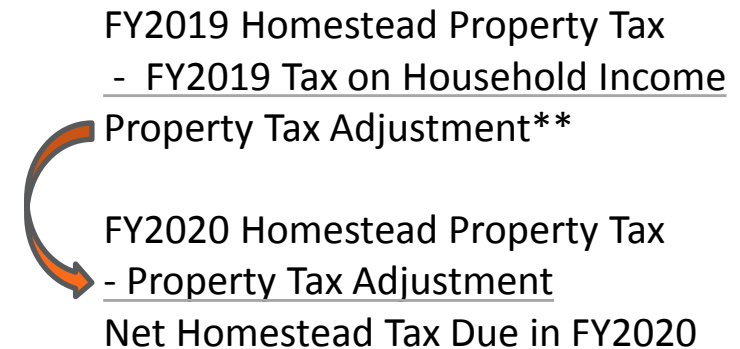 FY2019 Homestead Property Tax
- FY2019 Tax on Household Income
Property Tax Adjustment**
FY2020 Homestead Property Tax
- Property Tax Adjustment
Net Homestead Tax Due in FY2020